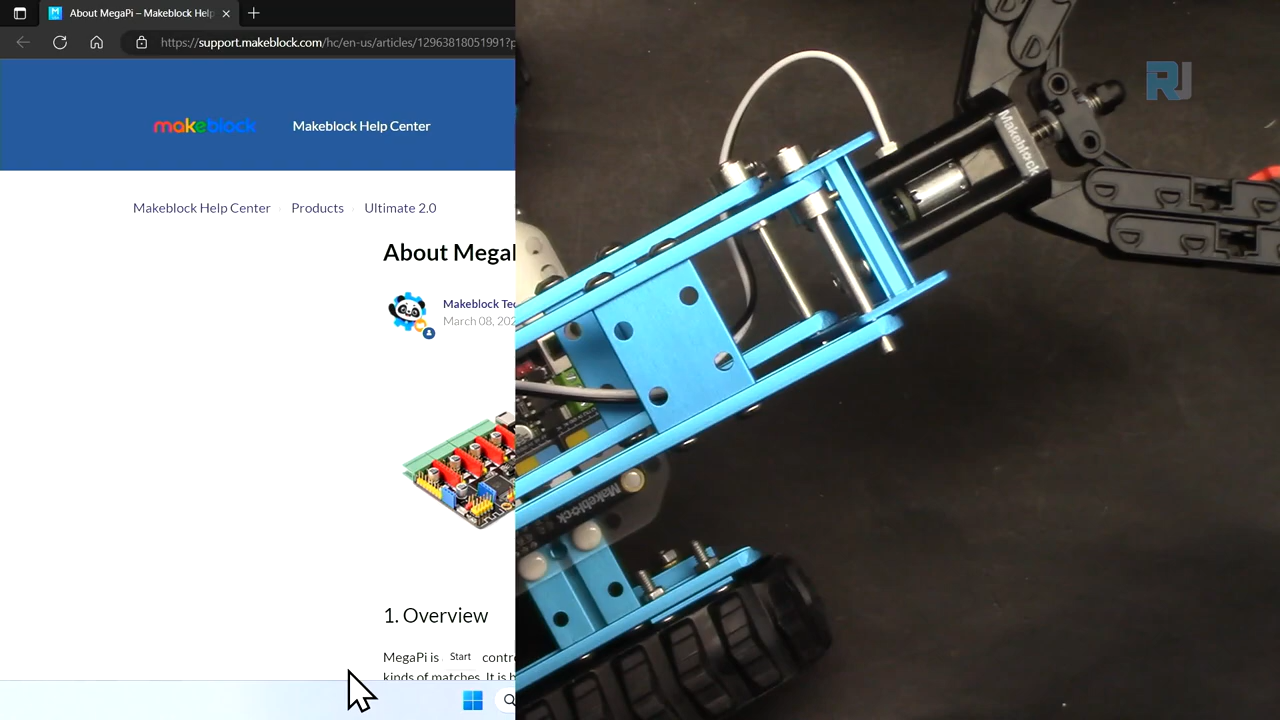 About MegaPi – Makeblock Help
https://support.makeblock.com/hc/en-us/articles/12963818051991?p
makeblock
Makeblock Help Center
Makeblock Help Center
Products
Ultimate 2.0
About Mega
Makeblock Tec
March 08, 202
1. Overview
MegaPi is
Start
contro
kinds of matches. It is b
RJ
Makeblock
Makeblock